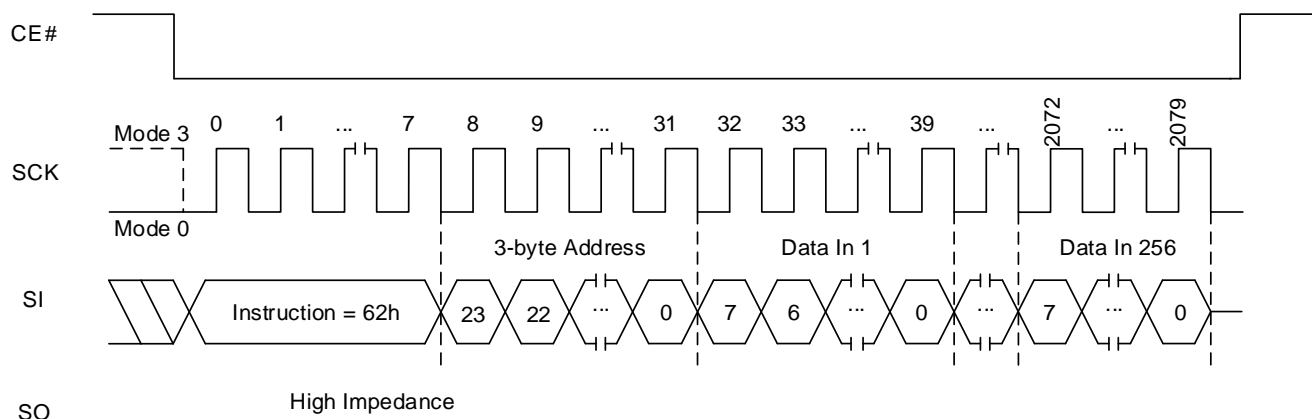 CE#
Mode 3
0 1 ... 7 8 9 ... 31 32 33 ... 39 ... 2072 ... 2079
SCK
Mode 0
3-byte Address Data In 1 Data In 256
SI
Instruction = 62h 23 22 ... 0 7 6 ... 0 ... 7 ... 0
High Impedance
SO